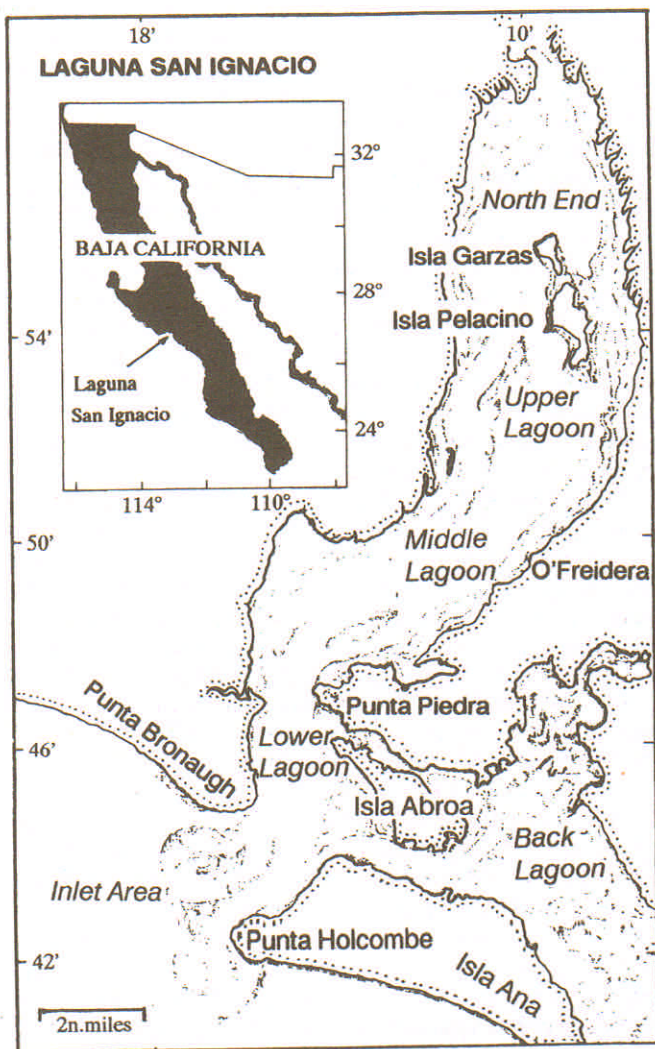 18'
10'
LAGUNA SAN IGNACIO
32°
North End
BAJA CALIFORNIA
Isla Garzas
28°
Isla Pelacino
54'
Laguna
San Ignacio
Upper
Lagoon
24°
114°
110°
50'
Middle
Lagoon
O'Freidera
Punta Bronaugh
Punta Piedra
46'
Lower
Lagoon
Isla Abroa
Back
Lagoon
Inlet Area
Punta Holcombe
42'
Isla Ana
2n.miles